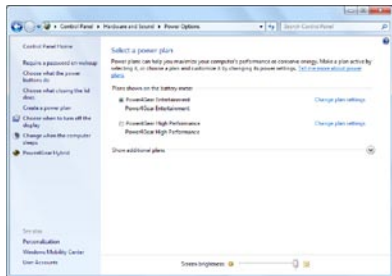 Control Panel ▸ Hardware and Sound ▸ Power Options
Search Control Panel
Control Panel Home
Require a password on wakeup
Choose what the power
buttons do
Choose what closing the lid
does
Create a power plan
Choose when to turn off the
display
Change when the computer
sleeps
Power4Gear Hybrid
See also
Personalization
Windows Mobility Center
User Accounts
Select a power plan
Power plans can help you maximize your computer's performance or conserve energy. Make a plan active by
selecting it, or choose a plan and customize it by changing its power settings. Tell me more about power
plans
Plans shown on the battery meter
Power4Gear Entertainment
Change plan settings
Power4Gear Entertainment
Power4Gear High Performance
Change plan settings
Power4Gear High Performance
Show additional plans
Screen brightness: